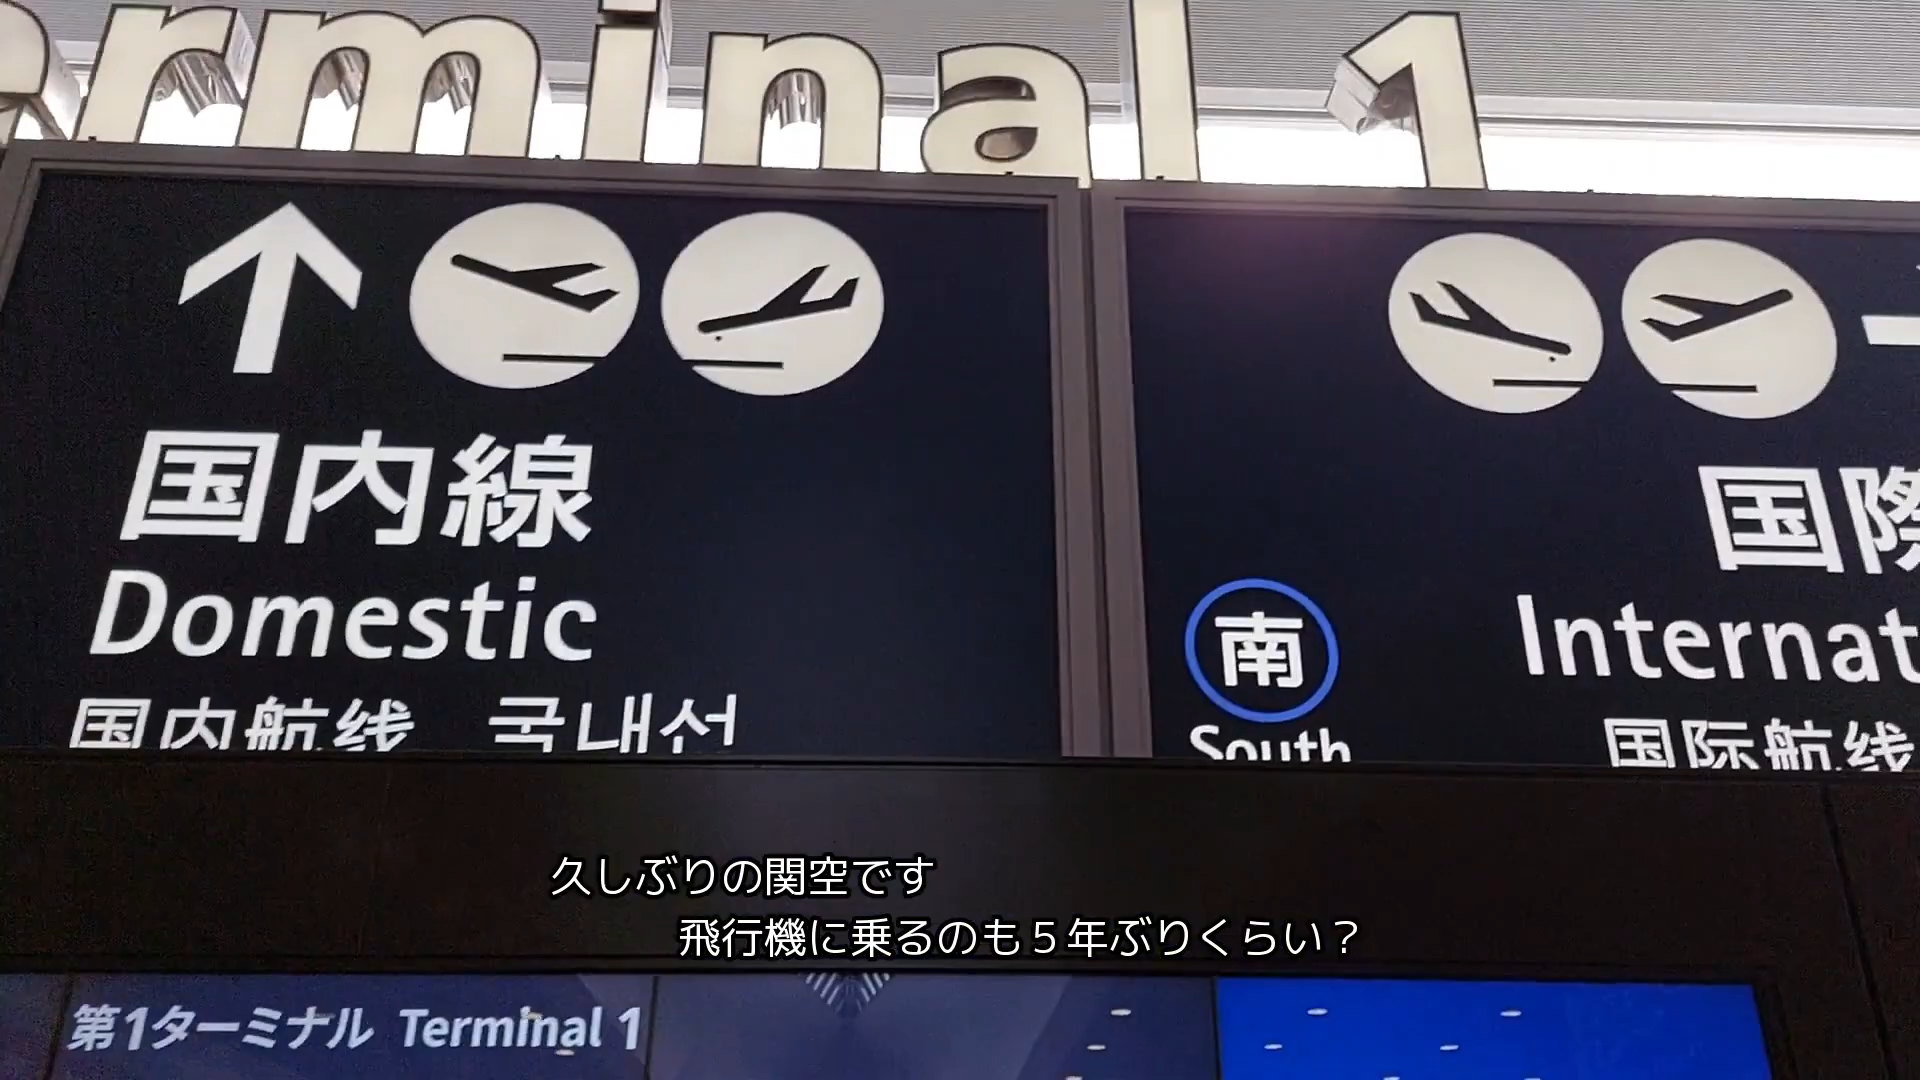 erminal 1
国内線
Domestic
国内航线 국내선
国際
Internat
南
South
国际航线
久しぶりの関空です
飛行機に乗るのも５年ぶりくらい？
第1ターミナル Terminal 1